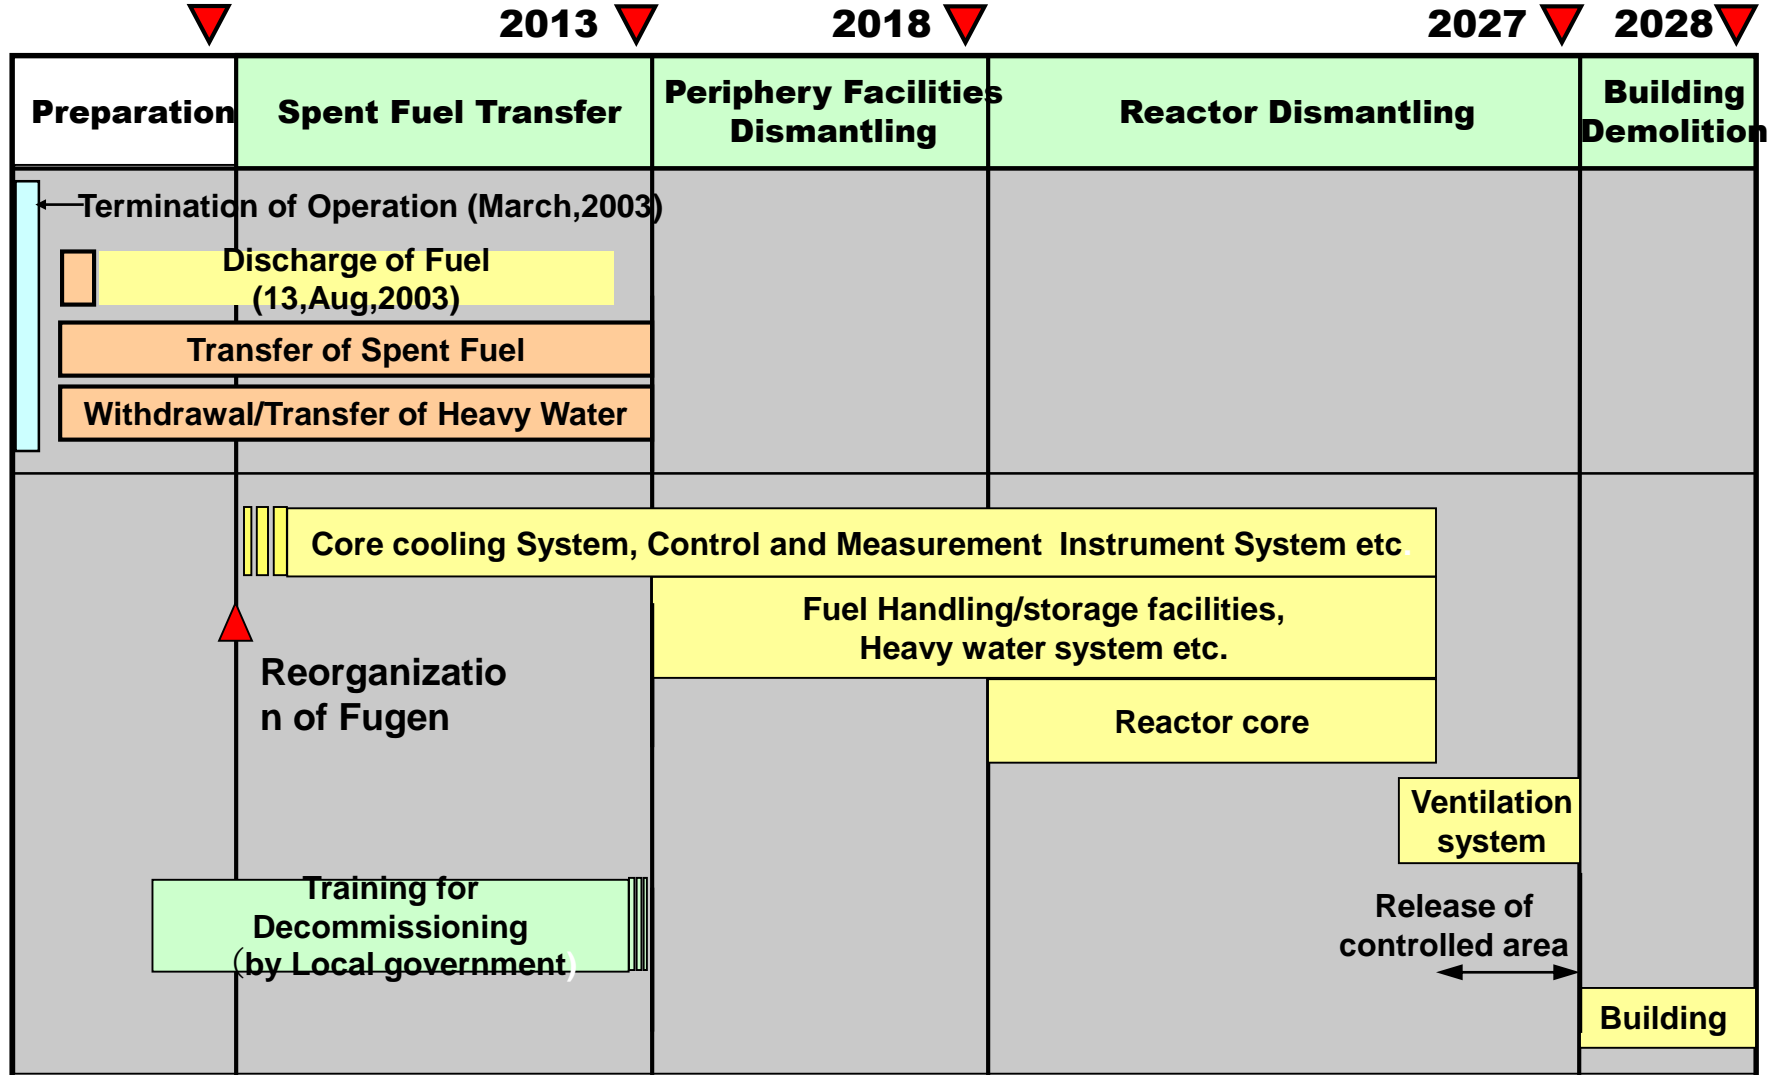 2013
2018
2027
2028
Preparation
Spent Fuel Transfer
Periphery Facilities
Dismantling
Reactor Dismantling
Building
Demolition
Termination of Operation (March,2003)
Discharge of Fuel
(13,Aug,2003)
Transfer of Spent Fuel
Withdrawal/Transfer of Heavy Water
Core cooling System, Control and Measurement Instrument System etc.
Fuel Handling/storage facilities,
Heavy water system etc.
Reorganizatio
n of Fugen
Reactor core
Ventilation
system
Training for
Decommissioning
（by Local government）
Release of
controlled area
Building